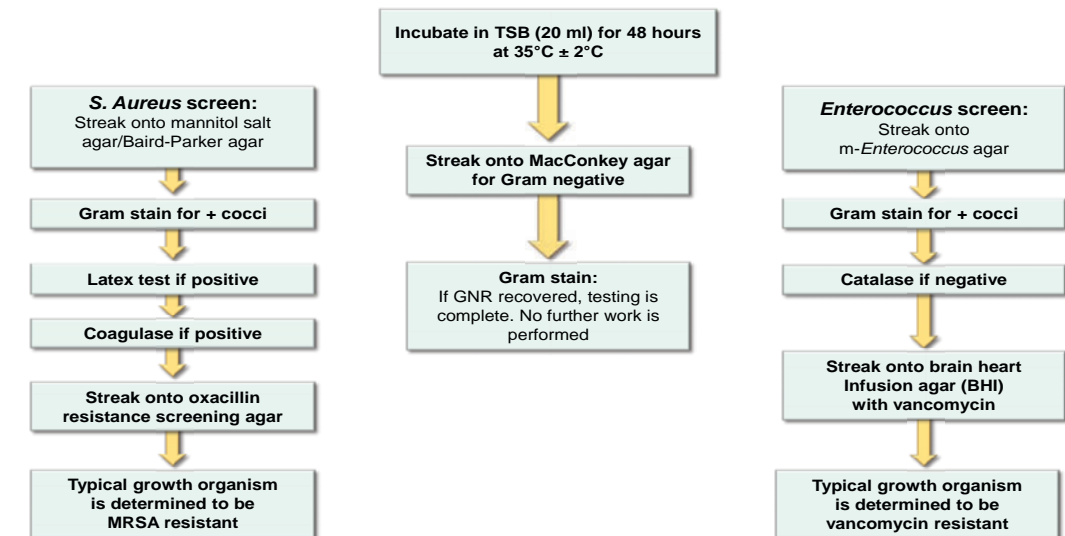 Incubate in TSB (20 ml) for 48 hours
at 35°C ± 2°C
S. Aureus screen:
Streak onto mannitol salt
agar/Baird-Parker agar
Gram stain for + cocci
Latex test if positive
Coagulase if positive
Streak onto oxacillin
resistance screening agar
Typical growth organism
is determined to be
MRSA resistant
Streak onto MacConkey agar
for Gram negative
Gram stain:
If GNR recovered, testing is
complete. No further work is
performed
Enterococcus screen:
Streak onto
m-Enterococcus agar
Gram stain for + cocci
Catalase if negative
Streak onto brain heart
Infusion agar (BHI)
with vancomycin
Typical growth organism
is determined to be
vancomycin resistant